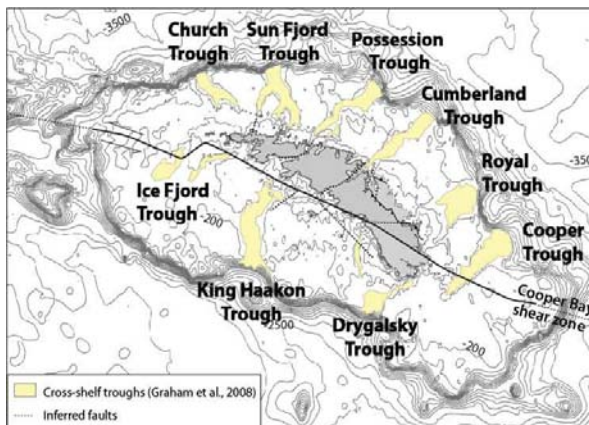 -3500
Church
Trough
Sun Fjord
Trough
Possession
Trough
Cumberland
Trough
Royal
Trough
-3500
Cooper
Trough
Ice Fjord
Trough
-200
King Haakon
Trough
-2500
Drygalsky
Trough
-200
Cooper Bay
shear zone
Cross-shelf troughs (Graham et al., 2008)
Inferred faults